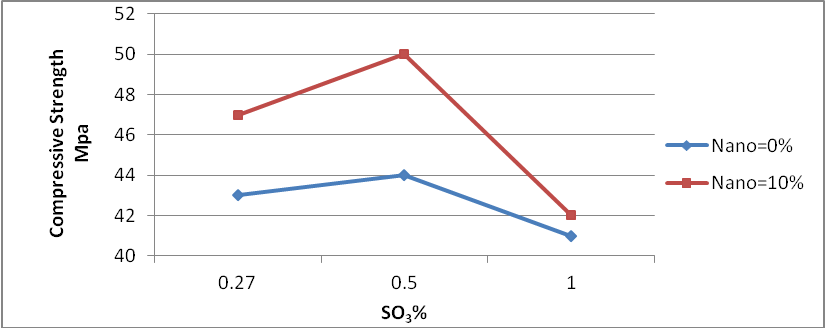 52
50
48
46
44
42
40
Compressive Strength
Mpa
0.27 0.5 1
SO₃%
Nano=0%
Nano=10%